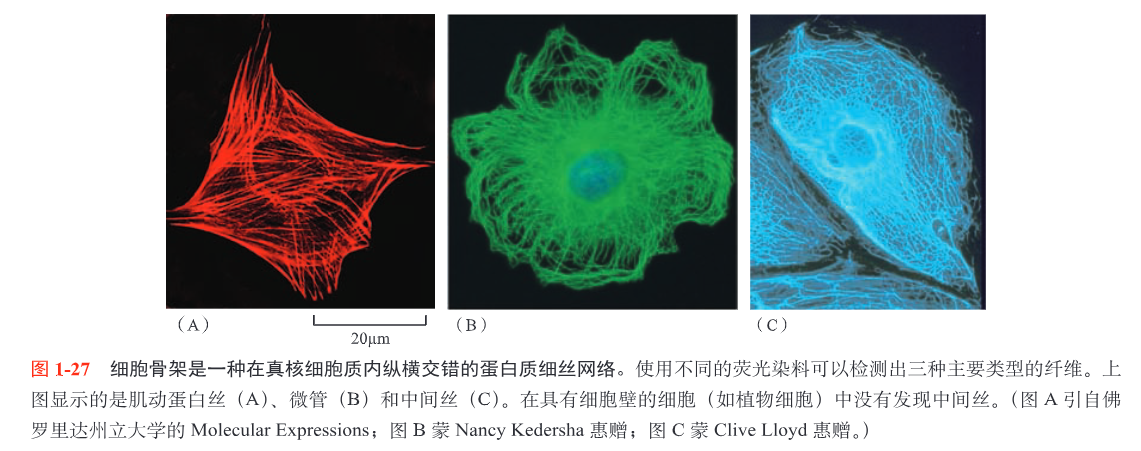 （A）
20μm
（B）
（C）
图 1-27 细胞骨架是一种在真核细胞质内纵横交错的蛋白质细丝网络。使用不同的荧光染料可以检测出三种主要类型的纤维。上
图显示的是肌动蛋白丝（A）、微管（B）和中间丝（C）。在具有细胞壁的细胞（如植物细胞）中没有发现中间丝。（图 A 引自佛
罗里达州立大学的 Molecular Expressions；图 B 蒙 Nancy Kedersha 惠赠；图 C 蒙 Clive Lloyd 惠赠。）